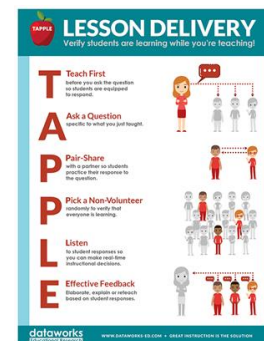 TAPPLE
LESSON DELIVERY
Verify students are learning while you're teaching!
T
Teach First
before you ask the question
so students are equipped
to respond.
A
Ask a Question
specific to what you just taught.
P
Pair-Share
with a partner so students
practice their response to
the question.
P
Pick a Non-Volunteer
randomly to verify that
everyone is learning.
L
Listen
to student responses so
you can make real-time
instructional decisions.
E
Effective Feedback
Elaborate, explain or reteach
based on student responses.
dataworks
WWW.DATAWORKS-ED.COM • GREAT INSTRUCTION IS THE SOLUTION